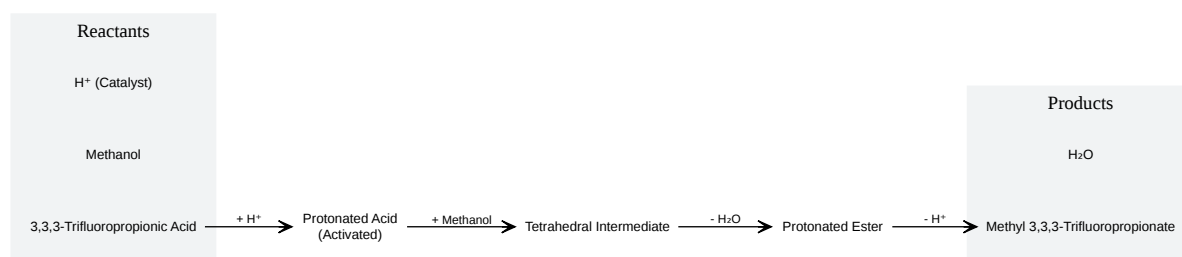 Reactants
H⁺ (Catalyst)
Methanol
3,3,3-Trifluoropropionic Acid
+ H⁺
Protonated Acid
(Activated)
+ Methanol
Tetrahedral Intermediate
- H₂O
Protonated Ester
- H⁺
Products
H₂O
Methyl 3,3,3-Trifluoropropionate